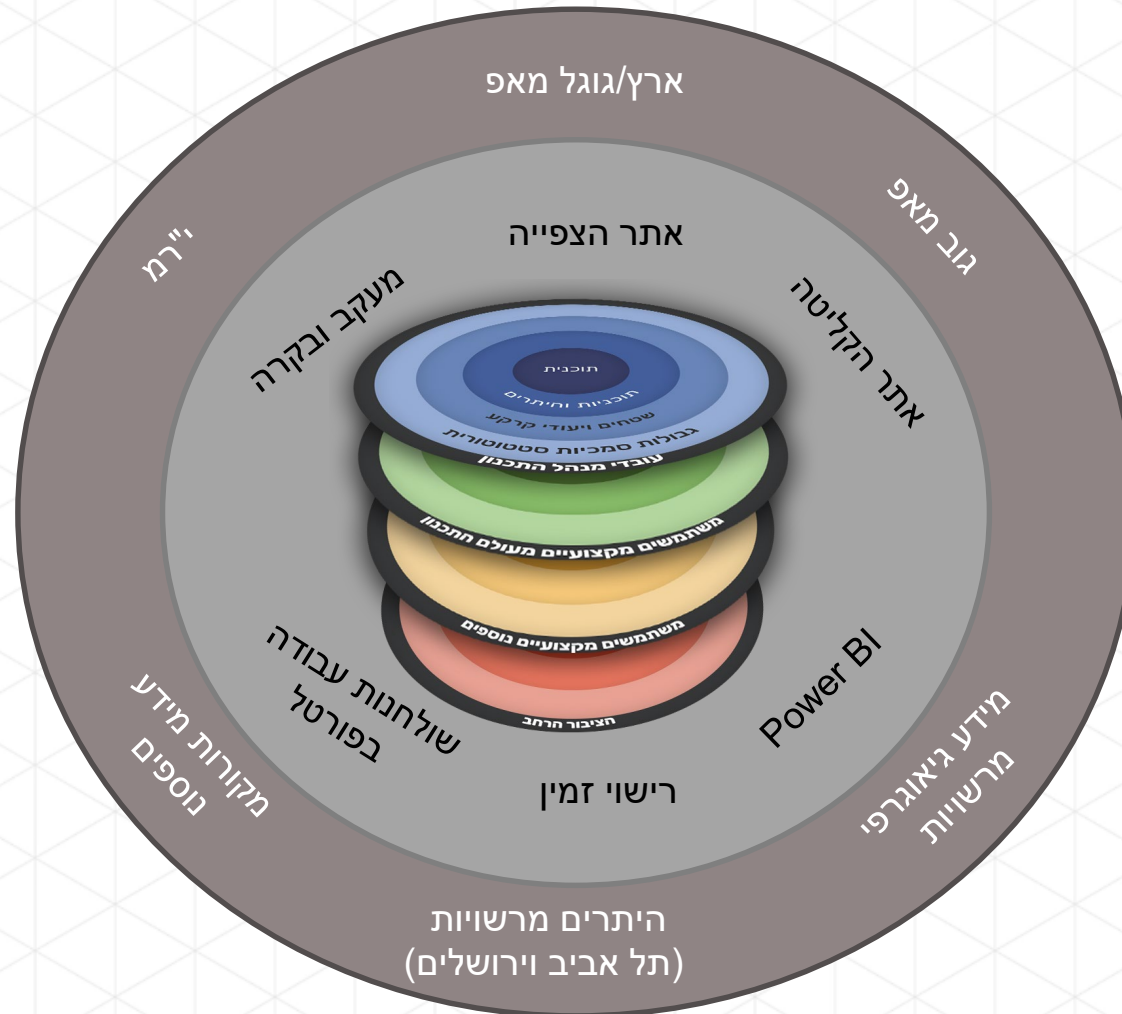 ארץ/גוגל מאפ
גוב מאפ
מר"י
אתר הצפייה
מעקב ובקרה
אתר הקליטה
תוכנית
תוכניות והיתרים
שטחים ויעודי קרקע
גבולות סמכויות סטטוטורית
עובדי מנהל התכנון
משתמשים מקצועיים מעולם התכנון
משתמשים מקצועיים נוספים
הציבור הרחב
שולחנות עבודה
בפורטל
Power BI
רישוי זמין
מקורות מידע
נוספים
מידע גיאוגרפי
מרשויות
היתרים מרשויות
(תל אביב וירושלים)